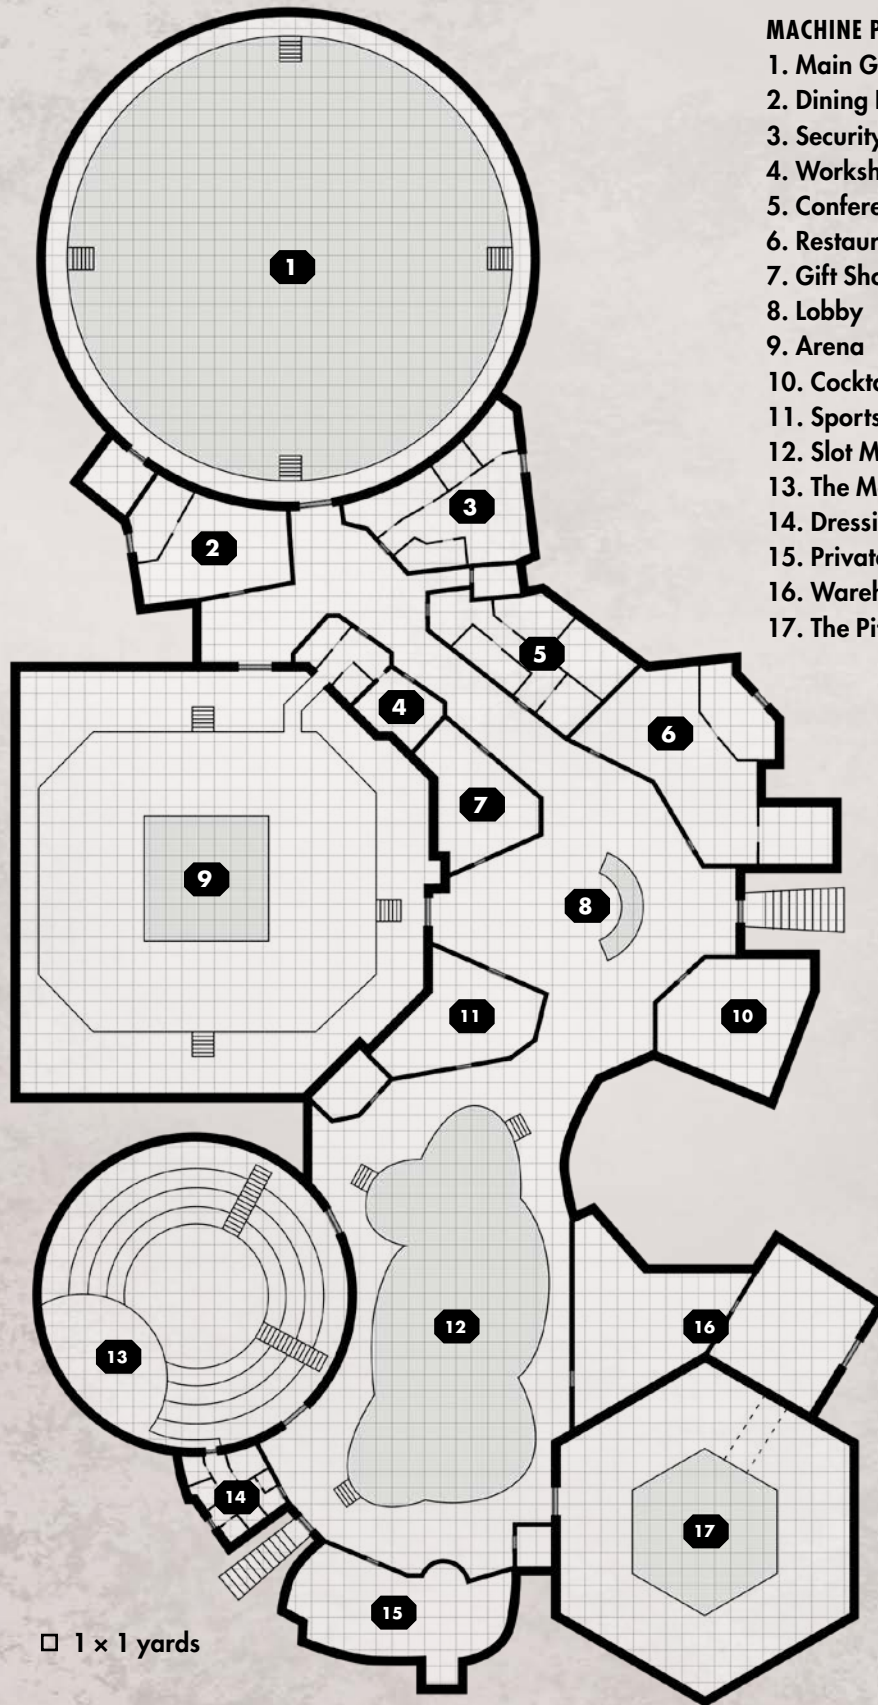 MACHINE P
1. Main G
2. Dining
3. Security
4. Worksh
5. Confere
6. Restaur
7. Gift Sho
8. Lobby
9. Arena
10. Cockta
11. Sports
12. Slot M
13. The M
14. Dressi
15. Privat
16. Wareh
17. The Pi
1
3
2
5
4
6
7
9
8
11
10
12
16
13
14
17
15
1 × 1 yards